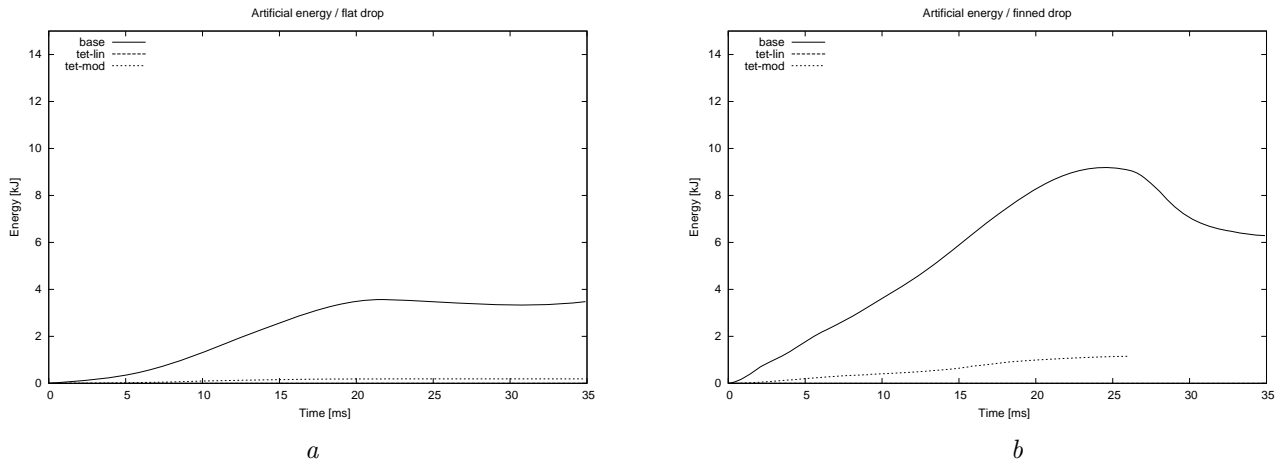 Artificial energy / flat drop
base
tet-lin
tet-mod
14
12
10
8
6
4
2
0
Energy [kJ]
0 5 10 15 20 25 30 35
Time [ms]
a
Artificial energy / finned drop
base
tet-lin
tet-mod
14
12
10
8
6
4
2
0
Energy [kJ]
0 5 10 15 20 25 30 35
Time [ms]
b